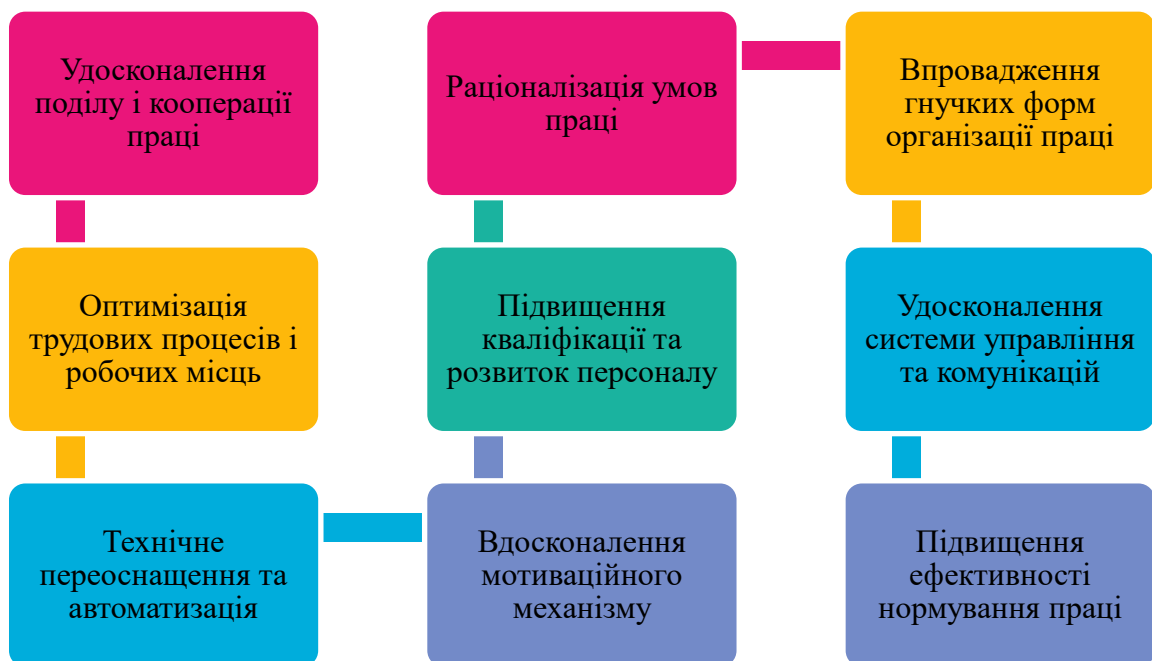 Удосконалення
поділу і кооперації
праці
Оптимізація
трудових процесів і
робочих місць
Технічне
переоснащення та
автоматизація
Вдосконалення
мотиваційного
механізму
Підвищення
кваліфікації та
розвиток персоналу
Раціоналізація умов
праці
Впровадження
гнучких форм
організації праці
Удосконалення
системи управління
та комунікацій
Підвищення
ефективності
нормування праці